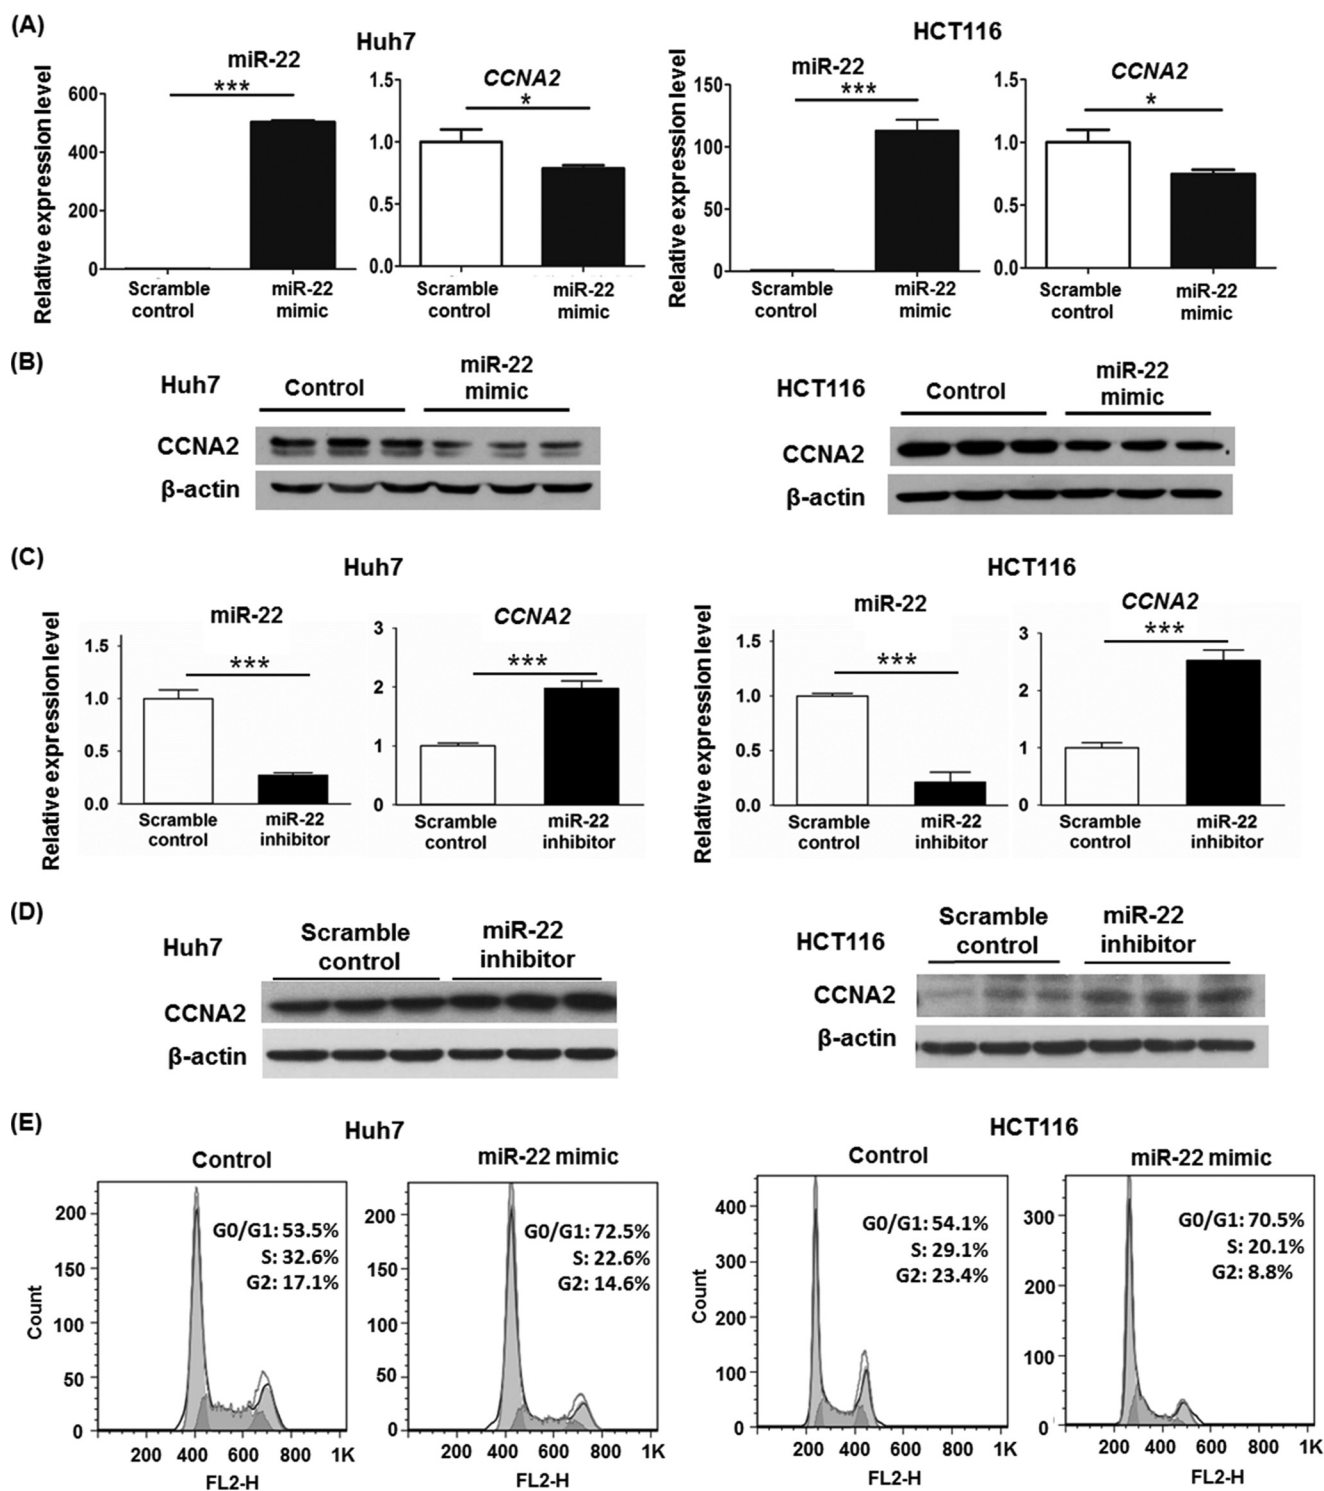 (A)
Huh7
HCT116
miR-22
***
CCNA2
*
miR-22
***
CCNA2
*
Relative expression level
600
400
200
0
1.5
1.0
0.5
0.0
Relative expression level
150
100
50
0
1.5
1.0
0.5
0.0
Scramble control
miR-22 mimic
Scramble control
miR-22 mimic
Scramble control
miR-22 mimic
Scramble control
miR-22 mimic
(B)
Huh7
Control
miR-22 mimic
CCNA2
β-actin
HCT116
Control
miR-22 mimic
CCNA2
β-actin
(C)
Huh7
HCT116
miR-22
***
CCNA2
***
miR-22
***
CCNA2
***
Relative expression level
1.5
1.0
0.5
0.0
3
2
1
0
Relative expression level
1.5
1.0
0.5
0.0
3
2
1
0
Scramble control
miR-22 inhibitor
Scramble control
miR-22 inhibitor
Scramble control
miR-22 inhibitor
Scramble control
miR-22 inhibitor
(D)
Huh7
Scramble control
miR-22 inhibitor
CCNA2
β-actin
HCT116
Scramble control
miR-22 inhibitor
CCNA2
β-actin
(E)
Huh7
HCT116
Control
G0/G1: 53.5%
S: 32.6%
G2: 17.1%
Count
200
150
100
50
0
200 400 600 800 1K
FL2-H
miR-22 mimic
G0/G1: 72.5%
S: 22.6%
G2: 14.6%
200
150
100
50
0
200 400 600 800 1K
FL2-H
Control
G0/G1: 54.1%
S: 29.1%
G2: 23.4%
Count
400
300
200
100
0
200 400 600 800 1K
FL2-H
miR-22 mimic
G0/G1: 70.5%
S: 20.1%
G2: 8.8%
300
200
100
0
200 400 600 800 1K
FL2-H